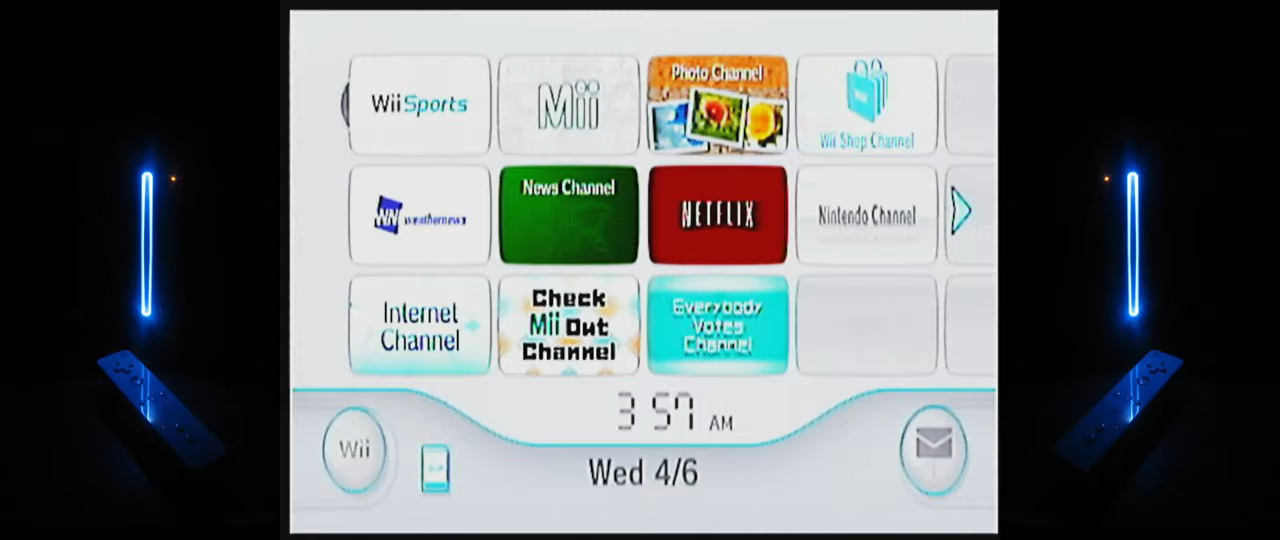 Wii Sports
Mii
Photo Channel
Wii Shop Channel
WN weathernews
News Channel
NETFLIX
Nintendo Channel
Internet
Channel
Check
Mii Out
Channel
Everybody
Votes
Channel
3 57 AM
Wii
Wed 4/6